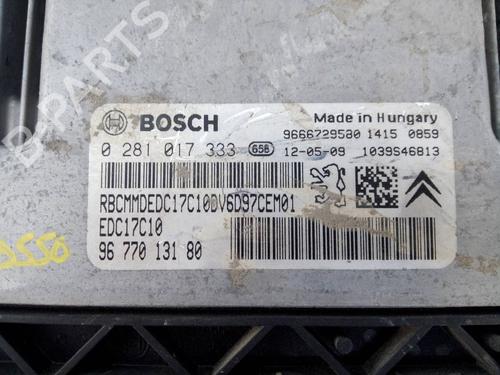 BOSCH
Made in Hungary
9666729580 1415 0859
0 281 017 333 G5B 12-05-09 1039S46813
RBCMMDEDC17C10DV6D97CEM01
EDC17C10
96 770 131 80
B-PARTS